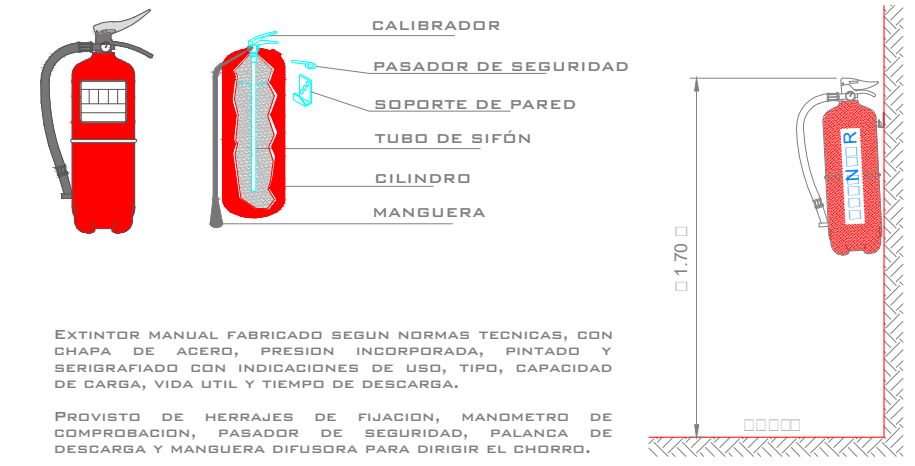 CALIBRADOR
PASADOR DE SEGURIDAD
SOPORTE DE PARED
TUBO DE SIFÓN
CILINDRO
MANGUERA
1.70
EXTINTOR MANUAL FABRICADO SEGUN NORMAS TECNICAS, CON
CHAPA DE ACERO, PRESION INCORPORADA, PINTADO Y
SERIGRAFIADO CON INDICACIONES DE USO, TIPO, CAPACIDAD
DE CARGA, VIDA UTIL Y TIEMPO DE DESCARGA.
PROVISTO DE HERRAJES DE FIJACION, MANOMETRO DE
COMPROBACION, PASADOR DE SEGURIDAD, PALANCA DE
DESCARGA Y MANGUERA DIFUSORA PARA DIRIGIR EL CHORRO.